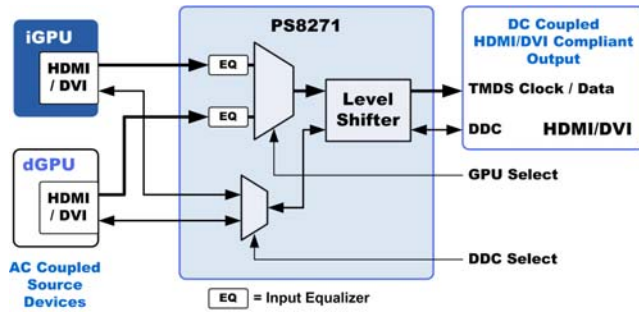 iGPU
HDMI
/ DVI
dGPU
HDMI
/ DVI
AC Coupled
Source
Devices
PS8271
EQ
EQ
Level
Shifter
DC Coupled
HDMI/DVI Compliant
Output
TMDS Clock / Data
DDC HDMI/DVI
GPU Select
DDC Select
EQ = Input Equalizer